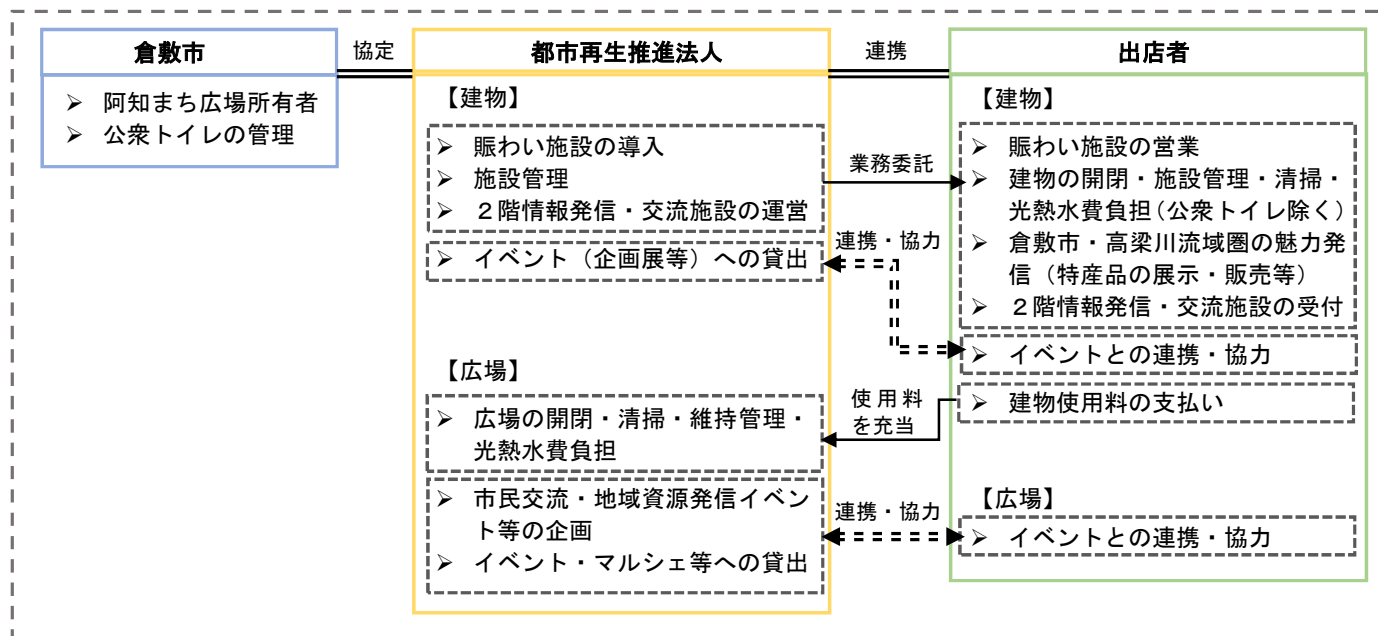 倉敷市
協定
都市再生推進法人
連携
出店者
➢ 阿知まち広場所有者
➢ 公衆トイレの管理
【建物】
➢ 賑わい施設の導入
➢ 施設管理
➢ ２階情報発信・交流施設の運営
➢ イベント（企画展等）への貸出
【広場】
➢ 広場の開閉・清掃・維持管理・
光熱水費負担
➢ 市民交流・地域資源発信イベン
ト等の企画
➢ イベント・マルシェ等への貸出
業務委託
連携・協力
使用料
を充当
連携・協力
【建物】
➢ 賑わい施設の営業
➢ 建物の開閉・施設管理・清掃・
光熱水費負担（公衆トイレ除く）
➢ 倉敷市・高梁川流域圏の魅力発
信（特産品の展示・販売等）
➢ ２階情報発信・交流施設の受付
➢ イベントとの連携・協力
➢ 建物使用料の支払い
【広場】
➢ イベントとの連携・協力